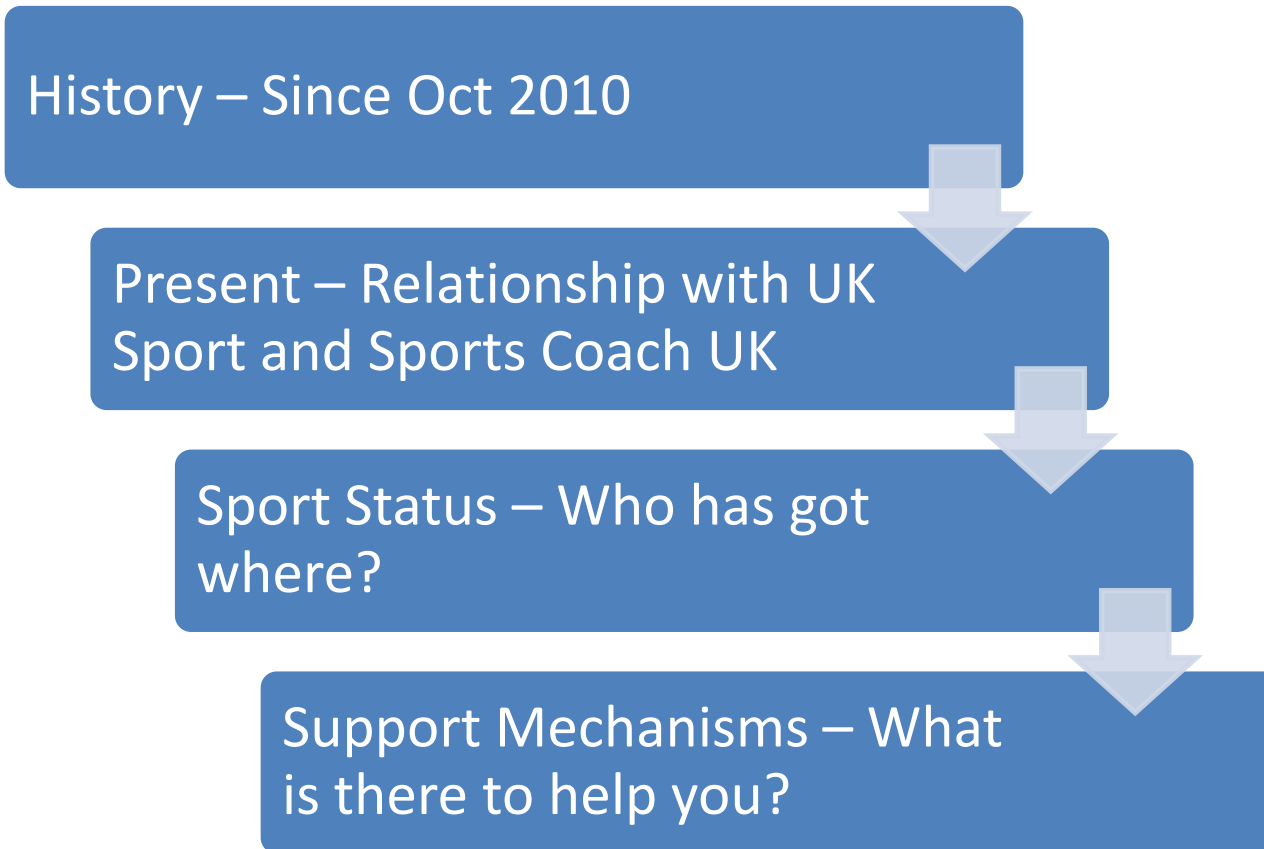 History – Since Oct 2010
Present – Relationship with UK
Sport and Sports Coach UK
Sport Status – Who has got
where?
Support Mechanisms – What
is there to help you?